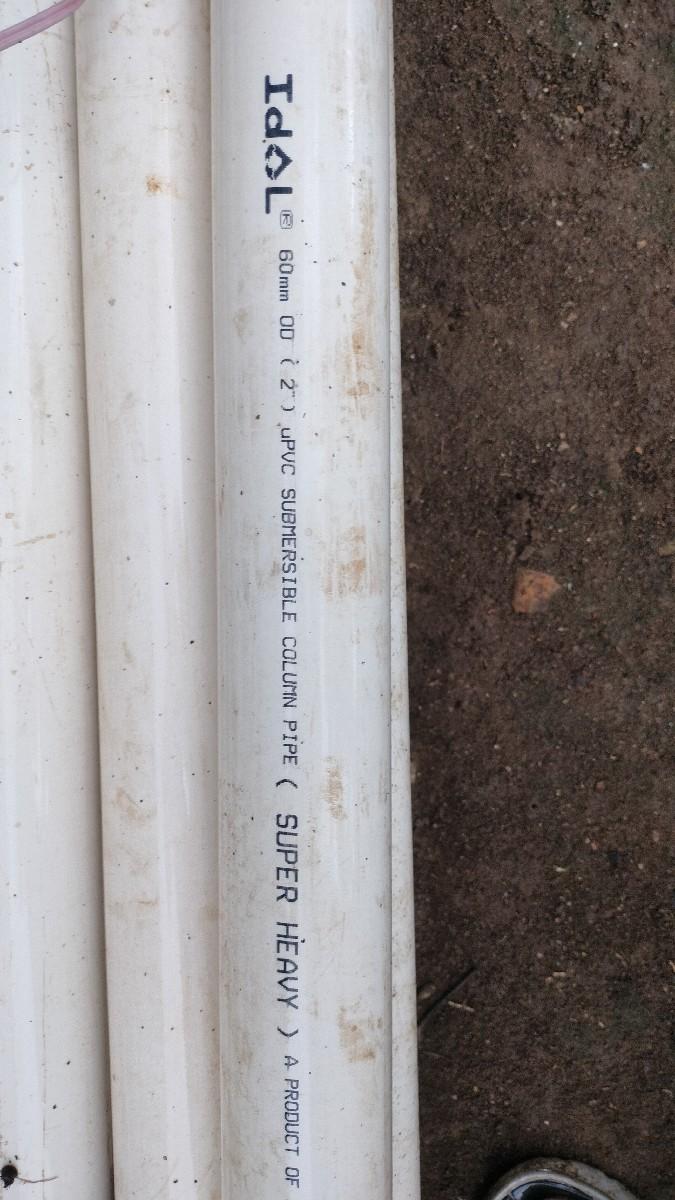 IdOL® 60mm OD ( 2" ) uPVC SUBMERSIBLE COLUMN PIPE ( SUPER HEAVY ) A PRODUCT OF